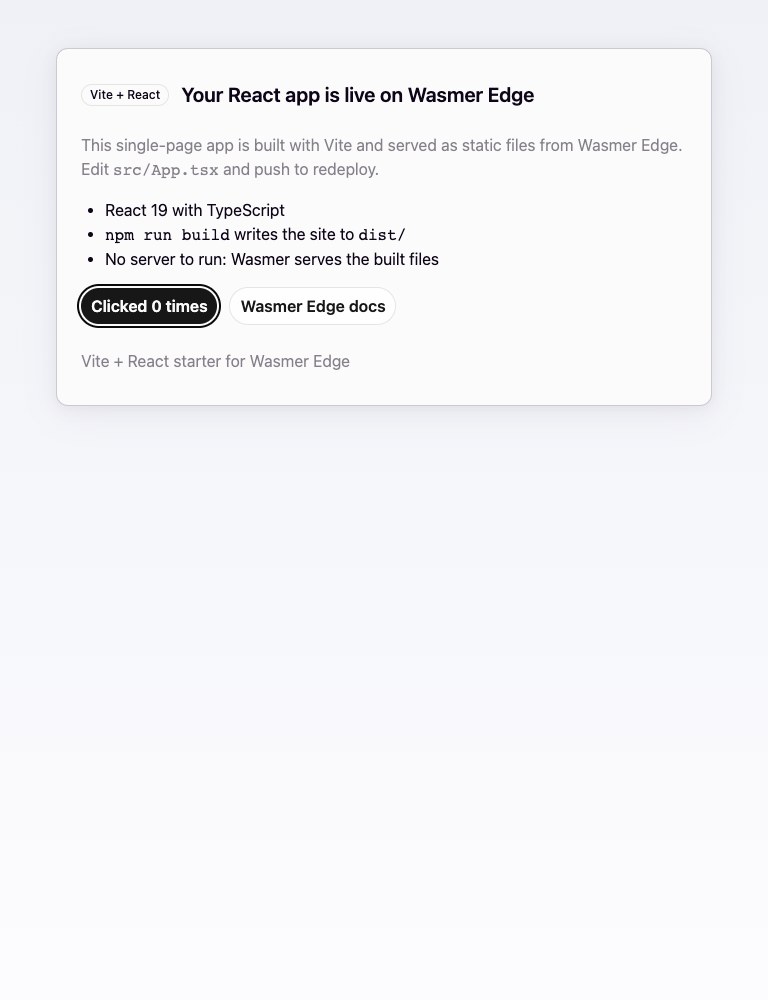 Vite + React
Your React app is live on Wasmer Edge
This single-page app is built with Vite and served as static files from Wasmer Edge.
Edit src/App.tsx and push to redeploy.
React 19 with TypeScript
npm run build writes the site to dist/
No server to run: Wasmer serves the built files
Clicked 0 times
Wasmer Edge docs
Vite + React starter for Wasmer Edge